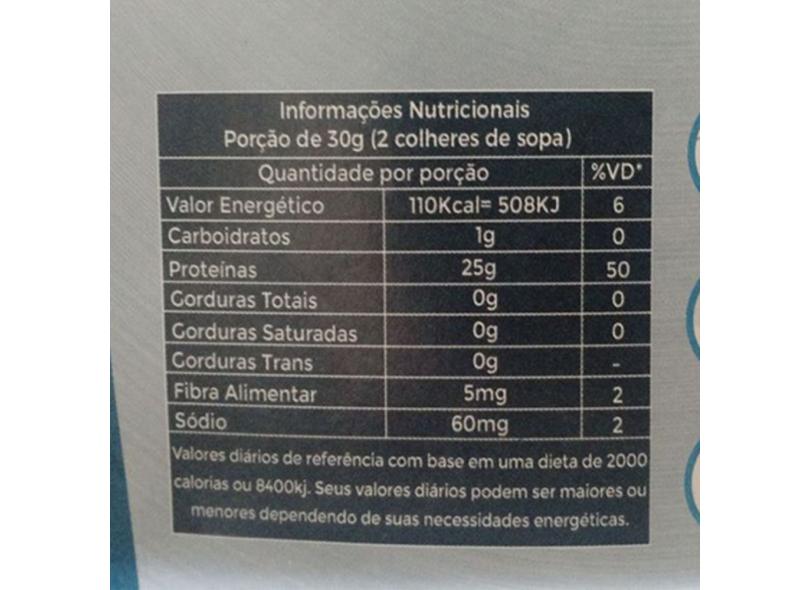 Informações Nutricionais
Porção de 30g (2 colheres de sopa)
Quantidade por porção %VD*
Valor Energético 110Kcal= 508KJ 6
Carboidratos 1g 0
Proteínas 25g 50
Gorduras Totais 0g 0
Gorduras Saturadas 0g 0
Gorduras Trans 0g -
Fibra Alimentar 5mg 2
Sódio 60mg 2
Valores diários de referência com base em uma dieta de 2000
calorias ou 8400kj. Seus valores diários podem ser maiores ou
menores dependendo de suas necessidades energéticas.